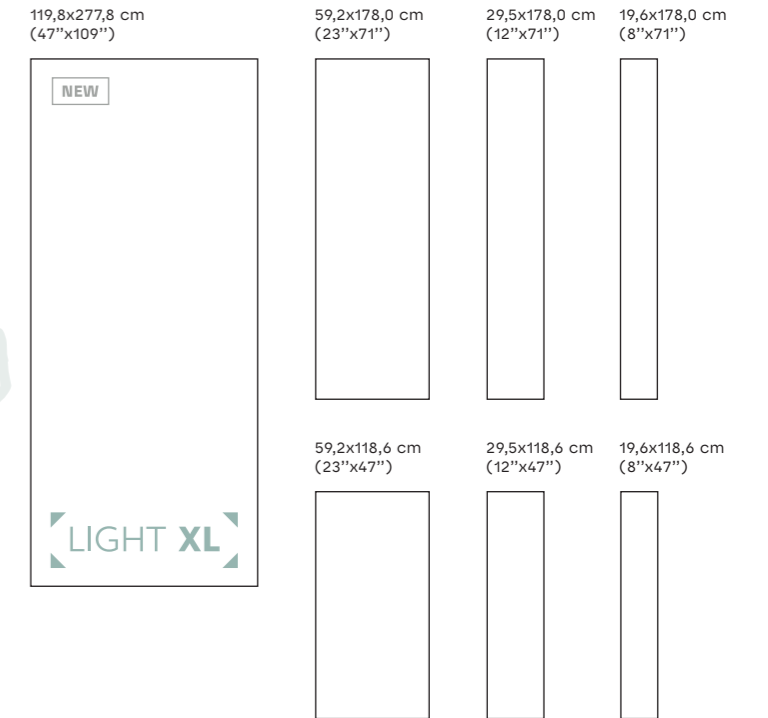 119,8x277,8 cm
(47’’x109’’)
59,2x178,0 cm
(23’’x71’’)
29,5x178,0 cm
(12’’x71’’)
19,6x178,0 cm
(8’’x71’’)
NEW
LIGHT XL
59,2x118,6 cm
(23’’x47’’)
29,5x118,6 cm
(12’’x47’’)
19,6x118,6 cm
(8’’x47’’)